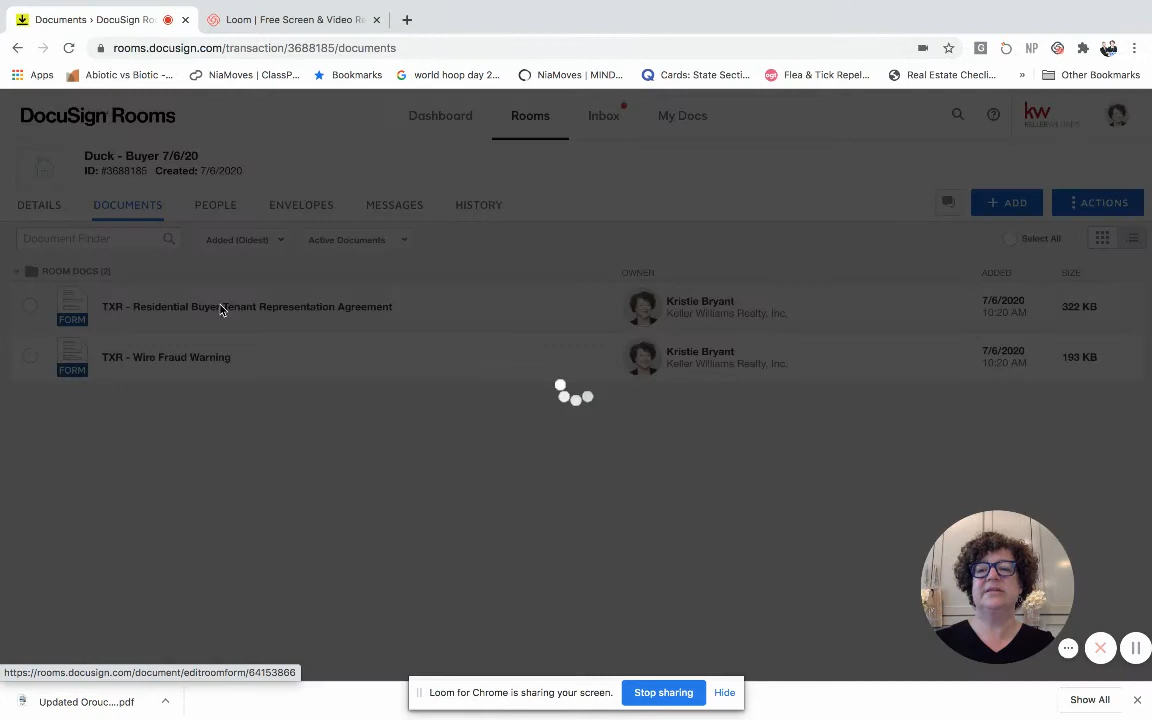 Documents › DocuSign Ro
Loom | Free Screen & Video Re
rooms.docusign.com/transaction/3688185/documents
Apps
Abiotic vs Biotic -...
NiaMoves | ClassP...
Bookmarks
world hoop day 2...
NiaMoves | MIND...
Cards: State Secti...
Flea & Tick Repel...
Real Estate Checli...
»
Other Bookmarks
DocuSign Rooms
Dashboard
Rooms
Inbox
My Docs
kw
KELLERWILLIAMS
Duck - Buyer 7/6/20
ID: #3688185 Created: 7/6/2020
DETAILS
DOCUMENTS
PEOPLE
ENVELOPES
MESSAGES
HISTORY
+ ADD
ACTIONS
Document Finder
Added (Oldest)
Active Documents
Select All
ROOM DOCS (2)
OWNER
ADDED
SIZE
FORM
TXR - Residential Buyer/Tenant Representation Agreement
Kristie Bryant
Keller Williams Realty, Inc.
7/6/2020
10:20 AM
322 KB
FORM
TXR - Wire Fraud Warning
Kristie Bryant
Keller Williams Realty, Inc.
7/6/2020
10:20 AM
193 KB
https://rooms.docusign.com/document/editroomform/64153866
Updated Orouc....pdf
Loom for Chrome is sharing your screen.
Stop sharing
Hide
Show All